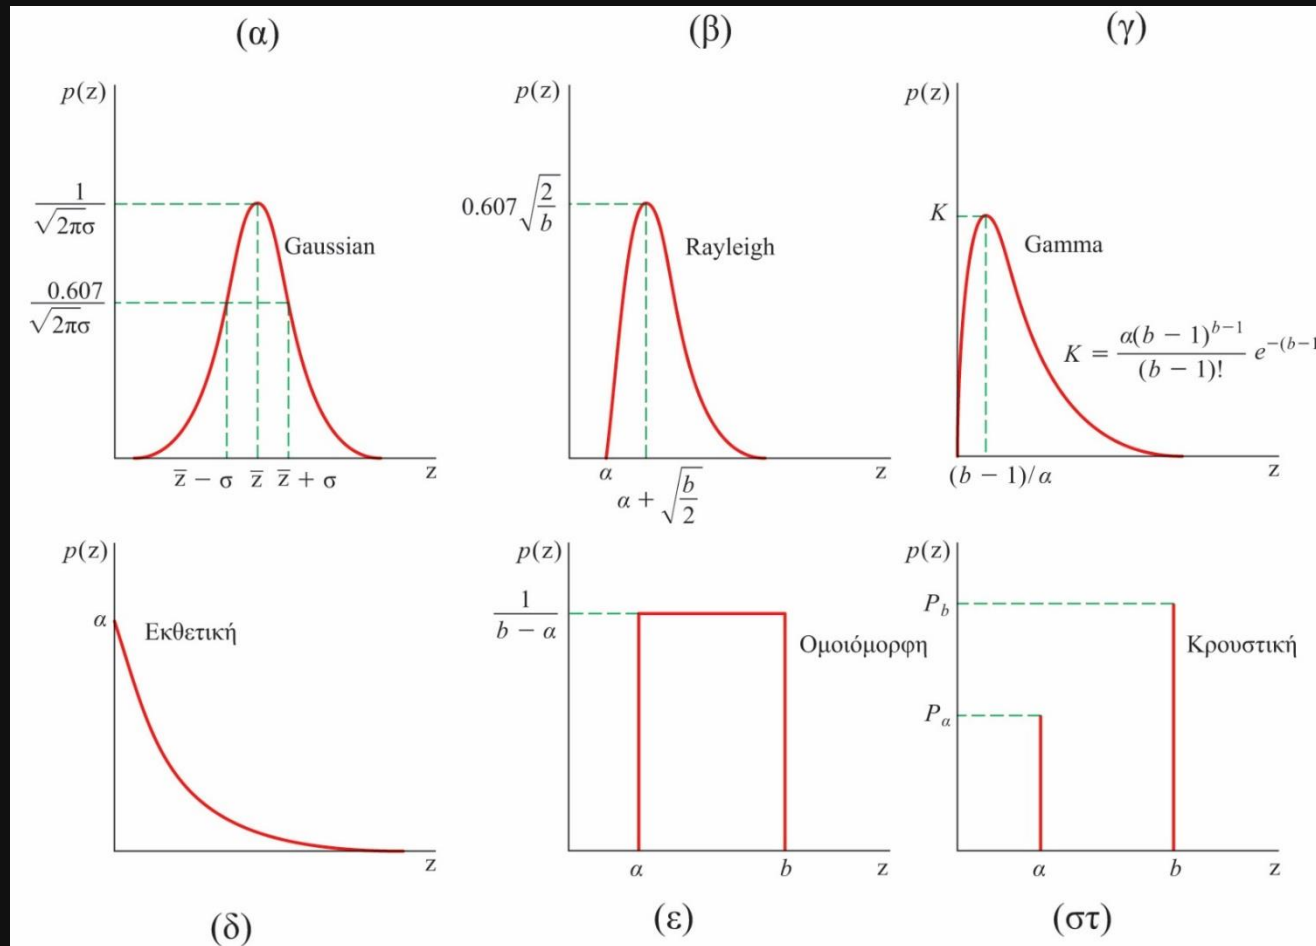 (α)
(β)
(γ)
p(z)
1
√2πσ
0.607
√2πσ
Gaussian
z̅ − σ z̅ z̅ + σ
z
p(z)
0.607 √2/b
Rayleigh
α
α + √b/2
z
p(z)
K
Gamma
K = α(b − 1)^{b−1}/(b − 1)! e^{−(b−1
(b − 1)/α
z
p(z)
α
Εκθετική
z
p(z)
1
b − α
Ομοιόμορφη
α
b
z
p(z)
P_b
P_α
Κρουστική
α
b
z
(δ)
(ε)
(στ)